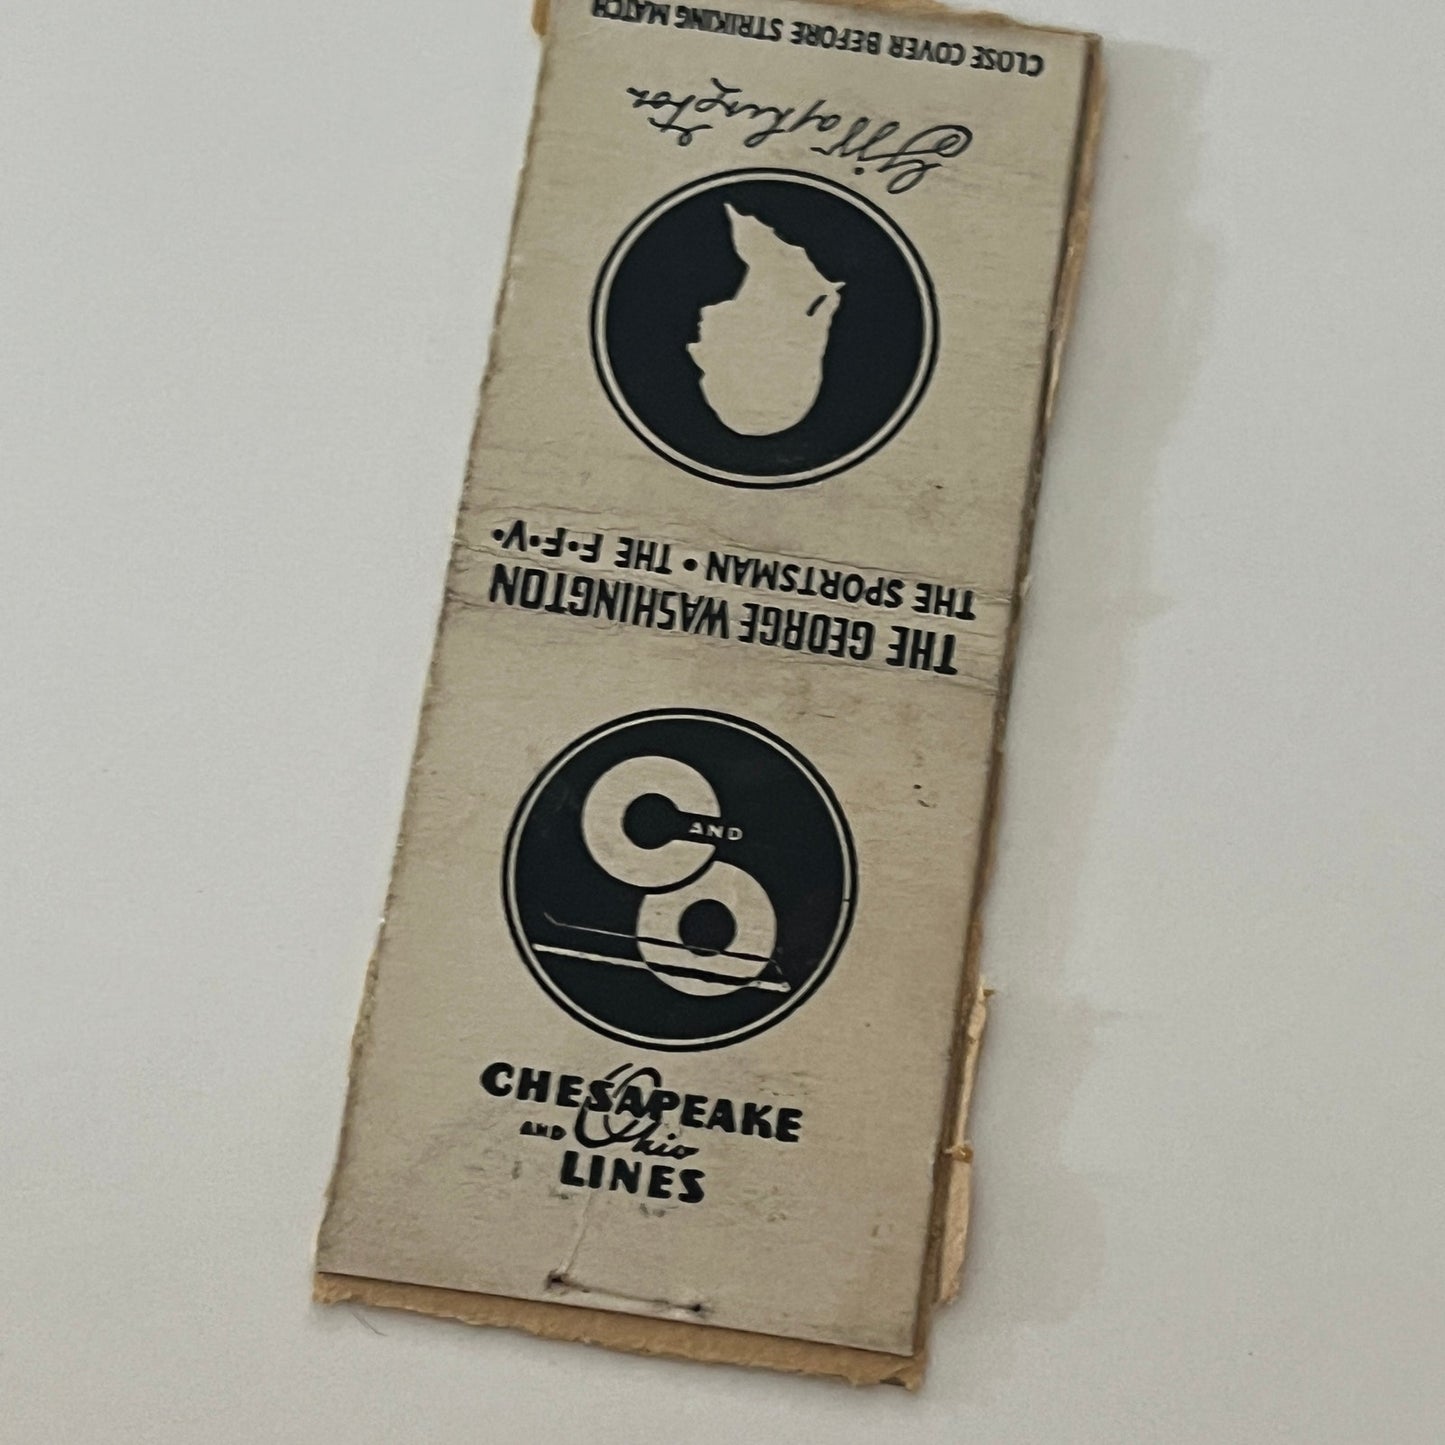 CLOSE COVER BEFORE STRIKING MATCH
G Washington
THE GEORGE WASHINGTON
THE SPORTSMAN • THE F•F•V•
C AND O
CHESAPEAKE
AND Ohio
LINES